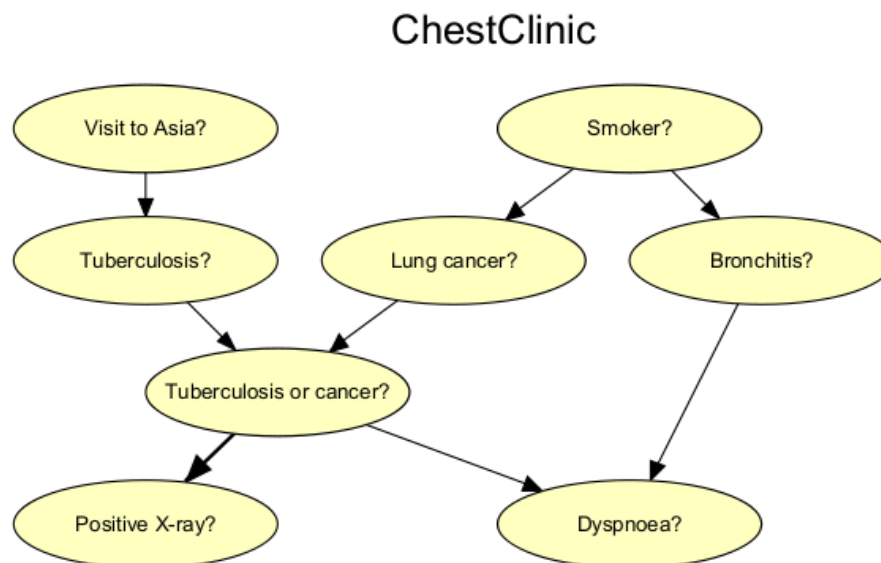 ChestClinic
Visit to Asia?
Smoker?
Tuberculosis?
Lung cancer?
Bronchitis?
Tuberculosis or cancer?
Positive X-ray?
Dyspnoea?